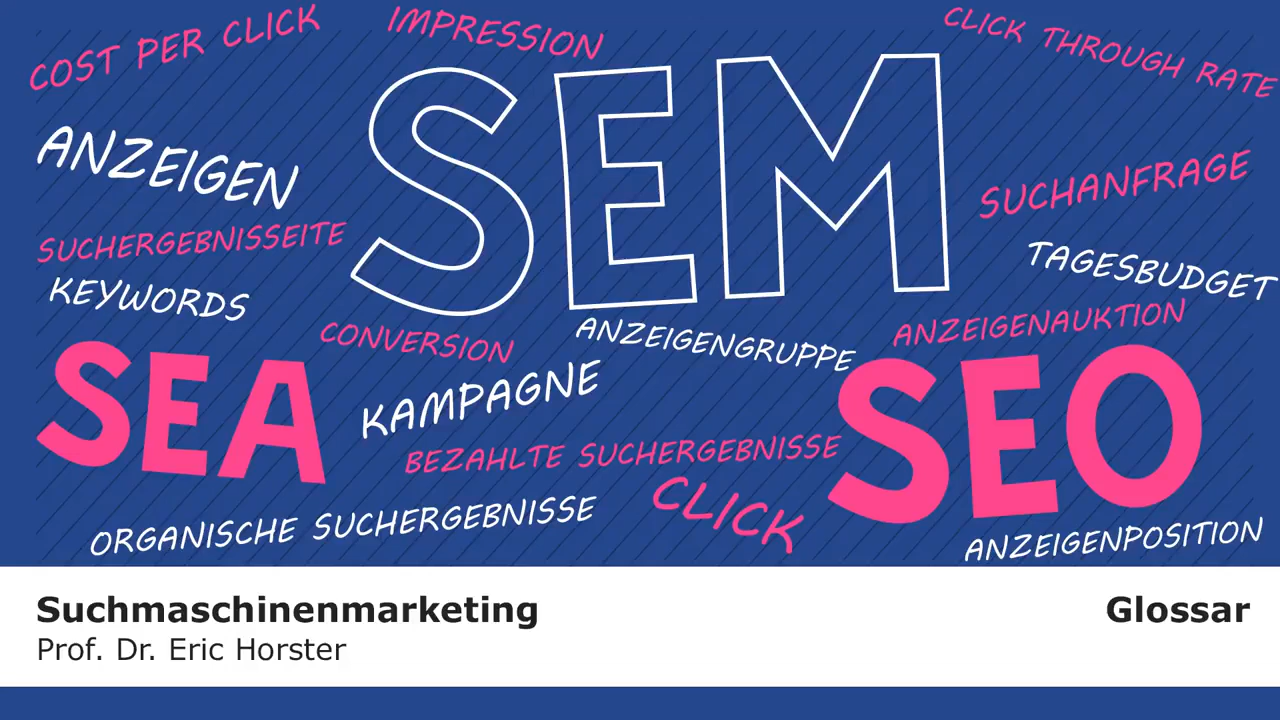 COST PER CLICK
IMPRESSION
CLICK THROUGH RATE
SEM
ANZEIGEN
SUCHANFRAGE
SUCHERGEBNISSEITE
TAGESBUDGET
KEYWORDS
CONVERSION
ANZEIGENGRUPPE
ANZEIGENAUKTION
SEA
KAMPAGNE
SEO
BEZAHLTE SUCHERGEBNISSE
CLICK
ORGANISCHE SUCHERGEBNISSE
ANZEIGENPOSITION
Suchmaschinenmarketing
Glossar
Prof. Dr. Eric Horster